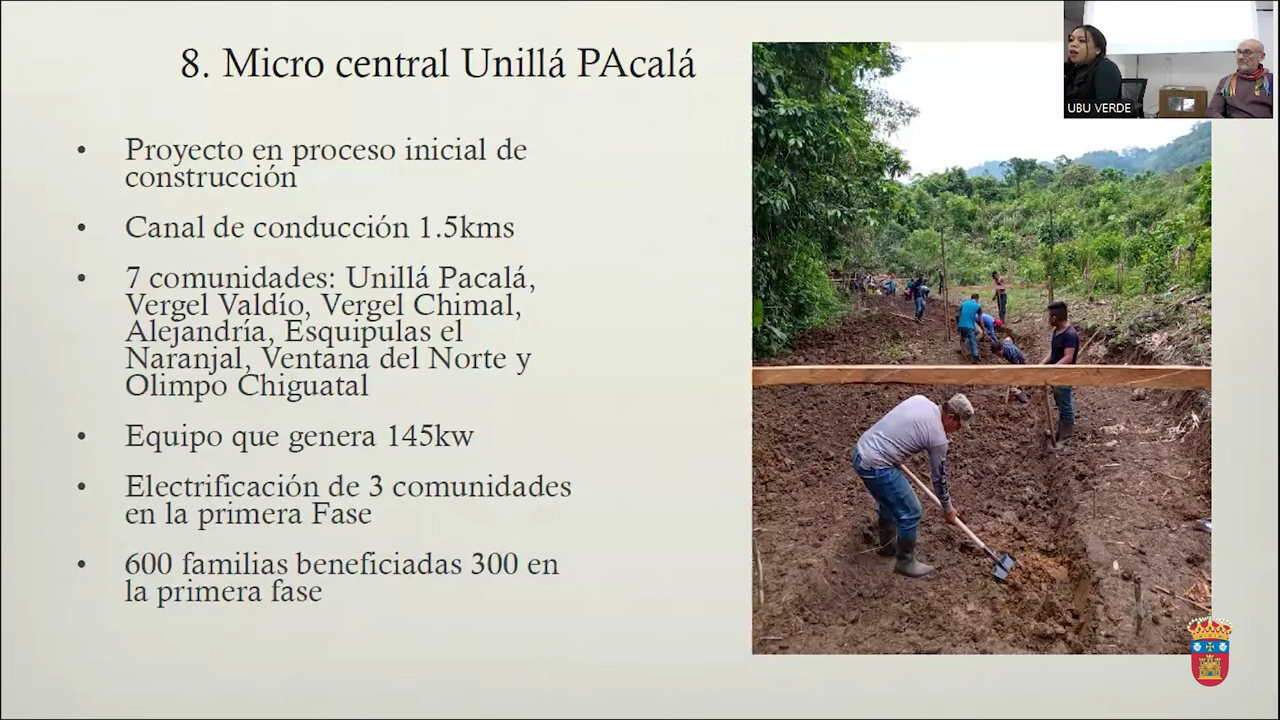 8. Micro central Unillá PAcalá
UBU VERDE
• Proyecto en proceso inicial de
construcción
• Canal de conducción 1.5kms
• 7 comunidades: Unillá Pacalá,
Vergel Valdío, Vergel Chimal,
Alejandría, Esquipulas el
Naranjal, Ventana del Norte y
Olimpo Chiguatal
• Equipo que genera 145kw
• Electrificación de 3 comunidades
en la primera Fase
• 600 familias beneficiadas 300 en
la primera fase